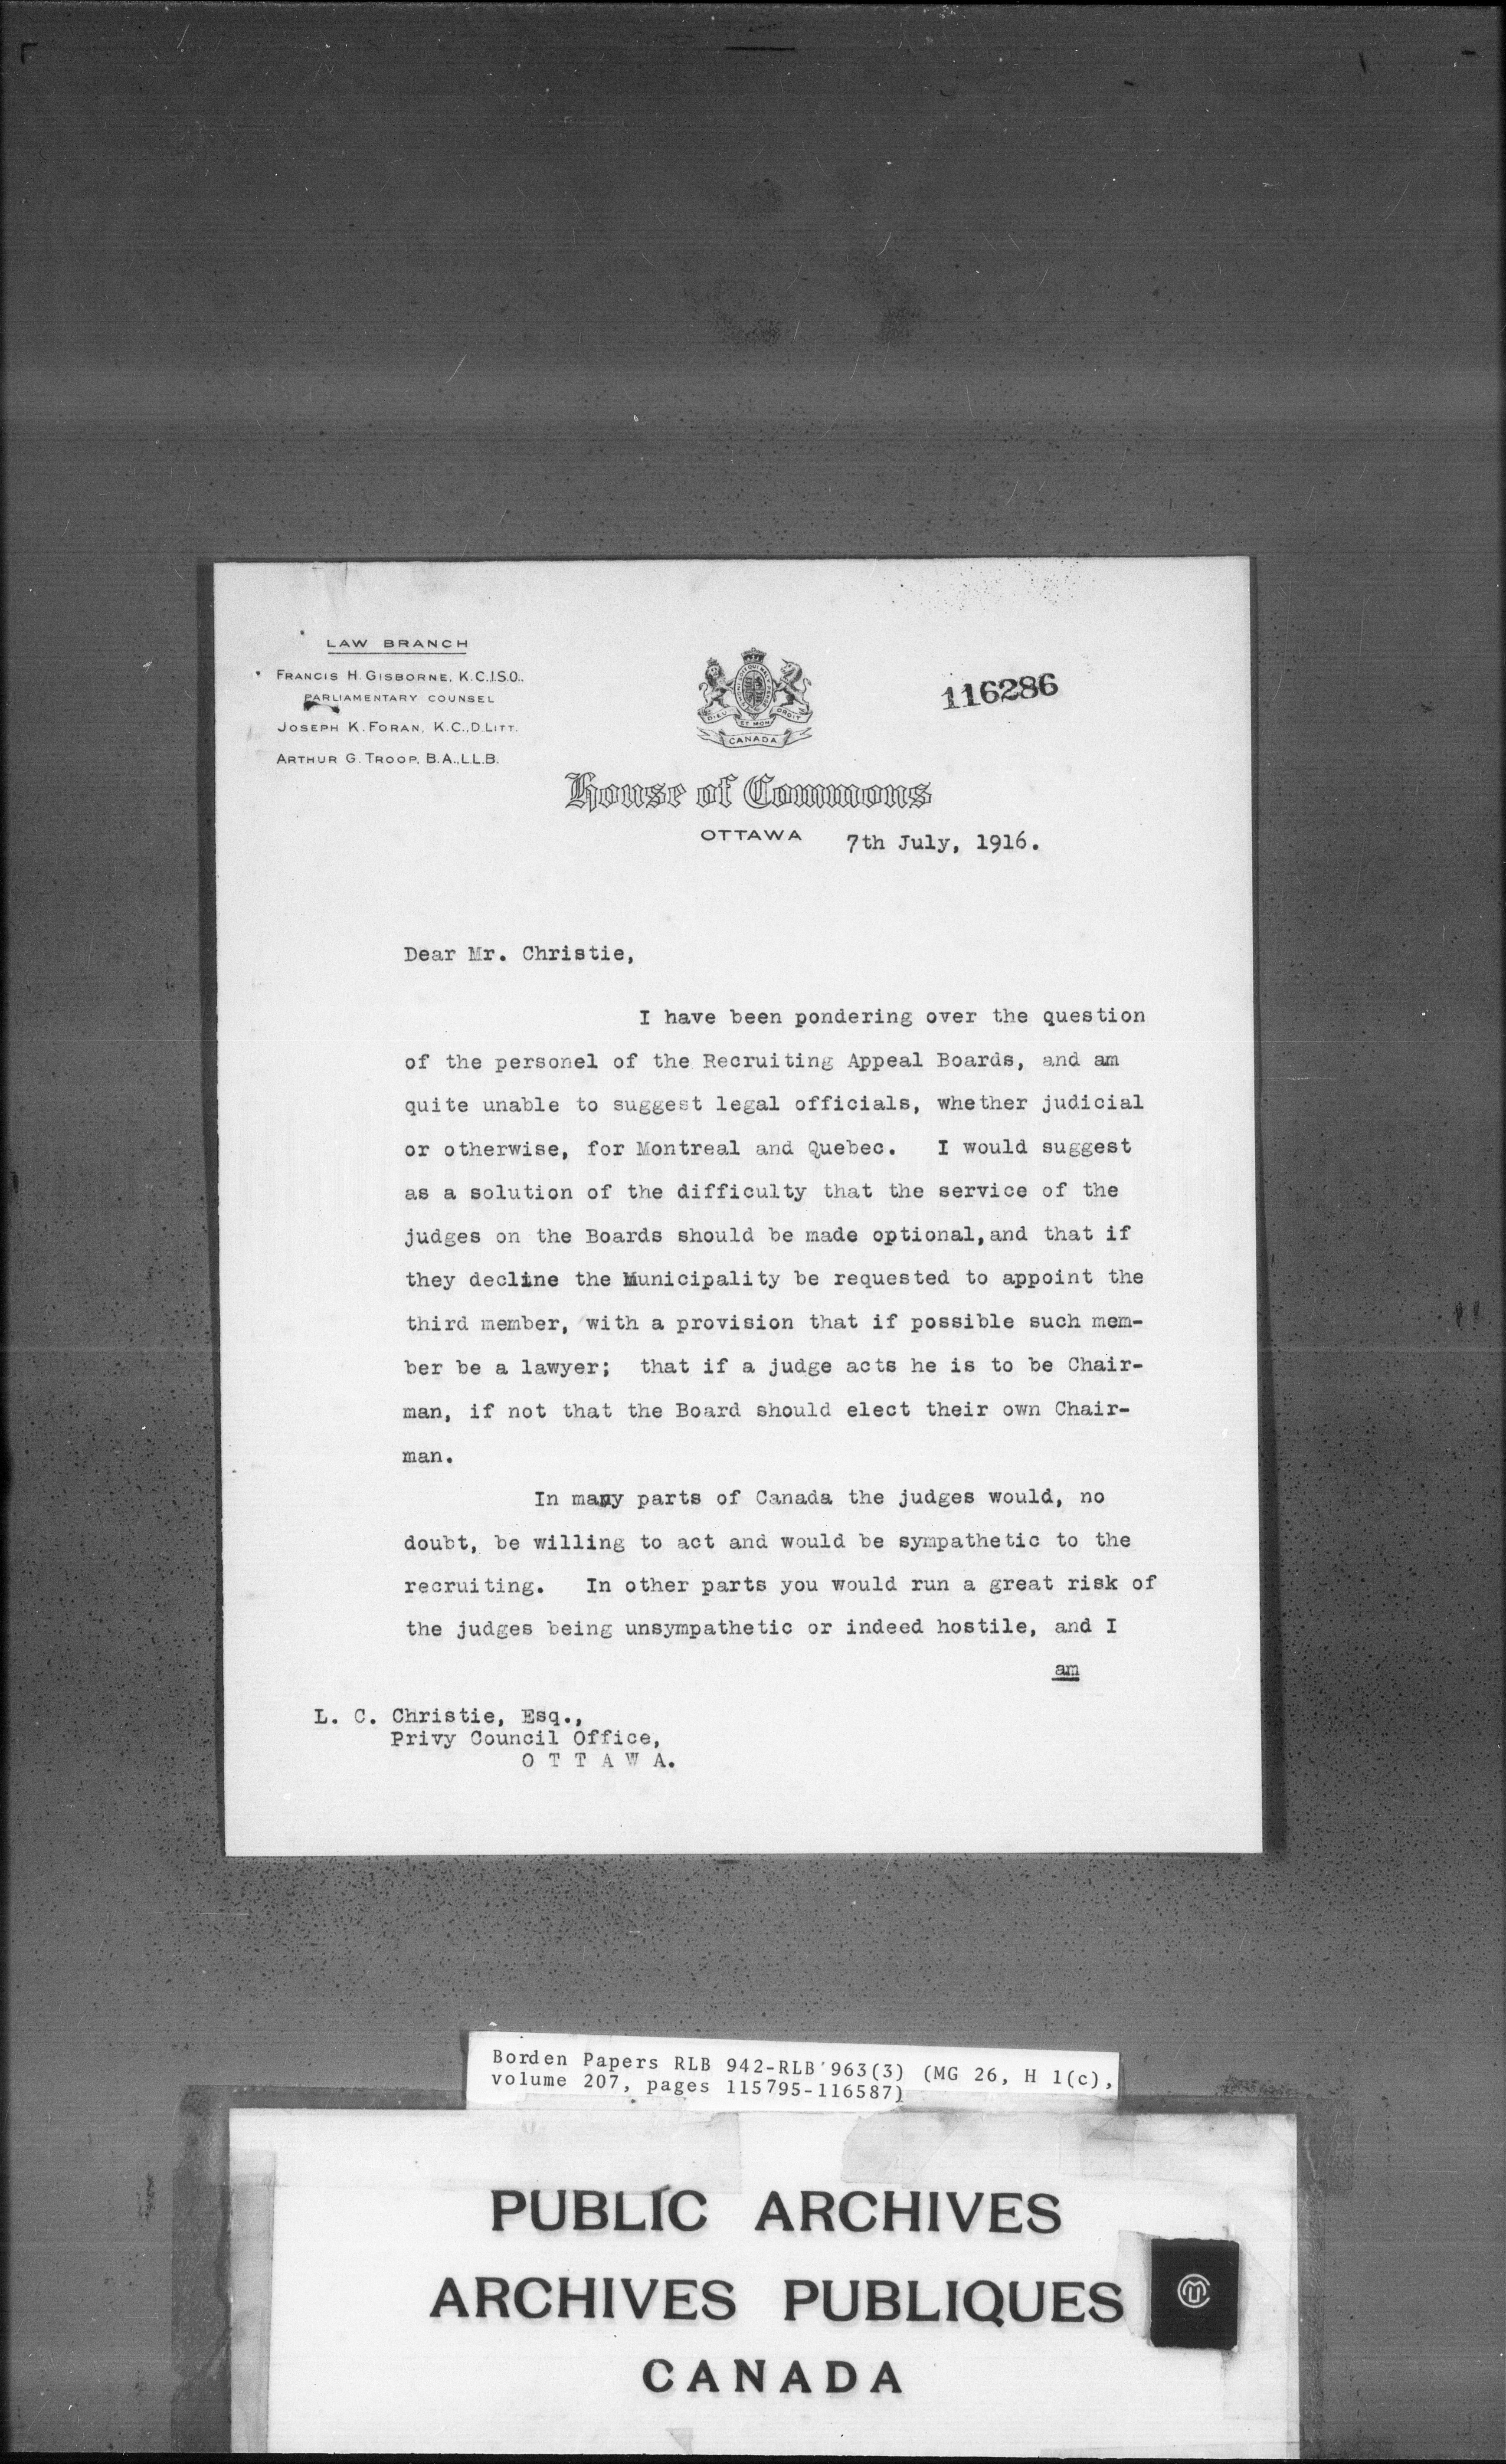 LAW BRANCH
FRANCIS H. GISBORNE, K.C.I.S.O.,
PARLIAMENTARY COUNSEL
JOSEPH K. FORAN, K.C., D.LITT.
ARTHUR G. TROOP, B.A., LL.B.
116286
DIEU ET MON DROIT
CANADA
House of Commons
OTTAWA 7th July, 1916.
Dear Mr. Christie,
I have been pondering over the question
of the personel of the Recruiting Appeal Boards, and am
quite unable to suggest legal officials, whether judicial
or otherwise, for Montreal and Quebec. I would suggest
as a solution of the difficulty that the service of the
judges on the Boards should be made optional,and that if
they decline the Municipality be requested to appoint the
third member, with a provision that if possible such mem-
ber be a lawyer; that if a judge acts he is to be Chair-
man, if not that the Board should elect their own Chair-
man.
In many parts of Canada the judges would, no
doubt, be willing to act and would be sympathetic to the
recruiting. In other parts you would run a great risk of
the judges being unsympathetic or indeed hostile, and I
am
L. C. Christie, Esq.,
Privy Council Office,
O T T A W A.
Borden Papers RLB 942-RLB 963(3) (MG 26, H 1(c),
volume 207, pages 115795-116587)
PUBLIC ARCHIVES
ARCHIVES PUBLIQUES
CANADA